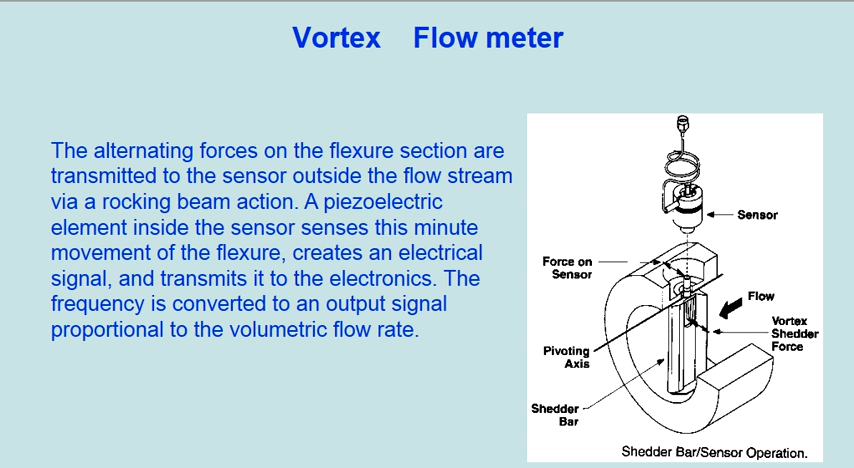 Vortex Flow meter
The alternating forces on the flexure section are
transmitted to the sensor outside the flow stream
via a rocking beam action. A piezoelectric
element inside the sensor senses this minute
movement of the flexure, creates an electrical
signal, and transmits it to the electronics. The
frequency is converted to an output signal
proportional to the volumetric flow rate.
Sensor
Force on
Sensor
Flow
Vortex
Shedder
Force
Pivoting
Axis
Shedder
Bar
Shedder Bar/Sensor Operation.